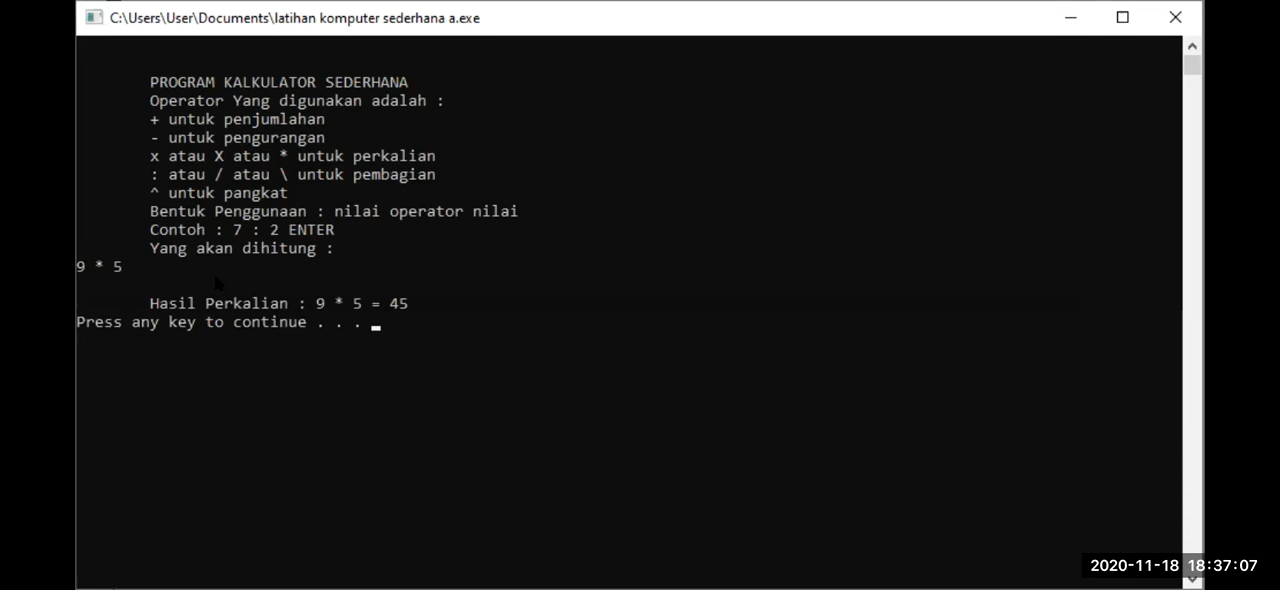 C:\Users\User\Documents\latihan komputer sederhana a.exe
PROGRAM KALKULATOR SEDERHANA
Operator Yang digunakan adalah :
+ untuk penjumlahan
- untuk pengurangan
x atau X atau * untuk perkalian
: atau / atau \ untuk pembagian
^ untuk pangkat
Bentuk Penggunaan : nilai operator nilai
Contoh : 7 : 2 ENTER
Yang akan dihitung :
9 * 5
Hasil Perkalian : 9 * 5 = 45
Press any key to continue . . .
2020-11-18 18:37:07